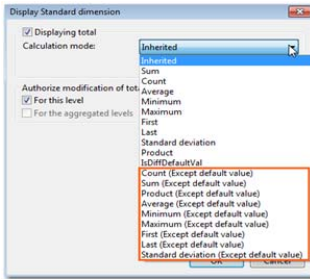 Display Standard dimension
Displaying total
Calculation mode:
Inherited
Inherited
Sum
Count
Average
Minimum
Maximum
First
Last
Standard deviation
Product
IsDiffDefaultVal
Count (Except default value)
Sum (Except default value)
Product (Except default value)
Average (Except default value)
Minimum (Except default value)
Maximum (Except default value)
First (Except default value)
Last (Except default value)
Standard deviation (Except default value)
Authorize modification of
For this level
For the aggregated levels
OK
Cancel